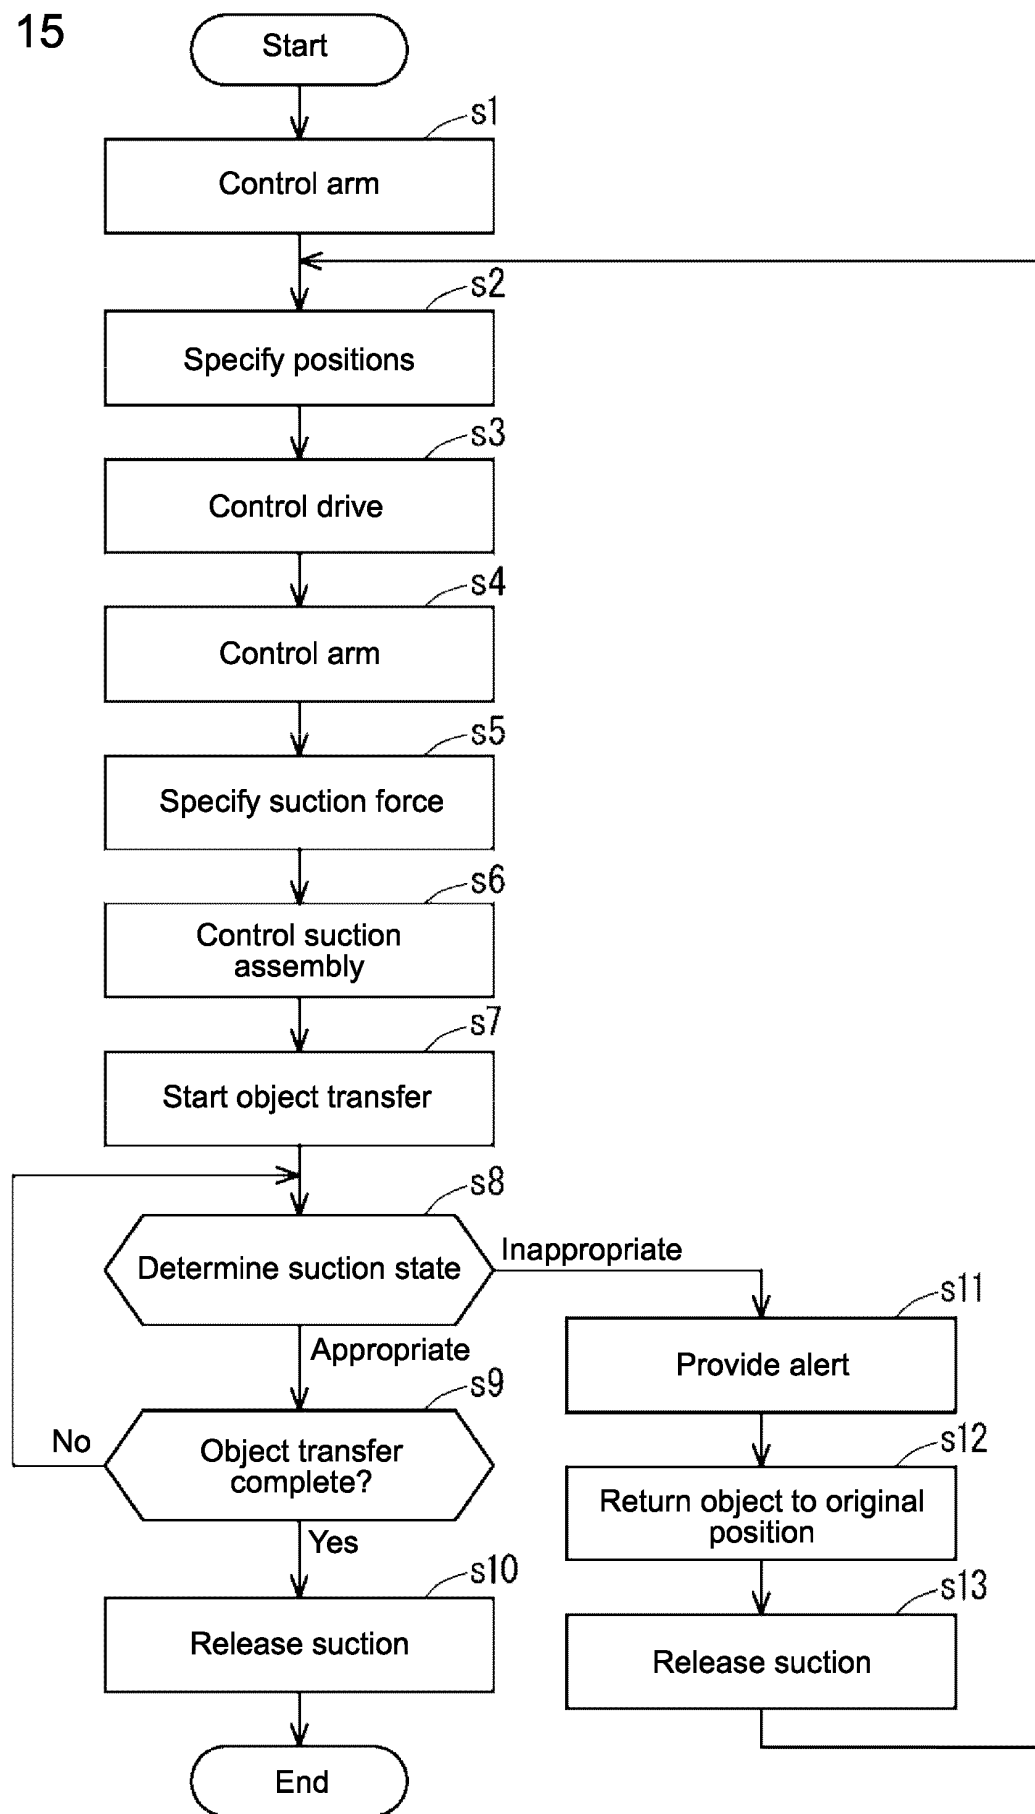 15
Start
s1
Control arm
s2
Specify positions
s3
Control drive
s4
Control arm
s5
Specify suction force
s6
Control suction
assembly
s7
Start object transfer
s8
Determine suction state
Inappropriate
Appropriate
s9
Object transfer
complete?
No
Yes
s10
Release suction
End
s11
Provide alert
s12
Return object to original
position
s13
Release suction